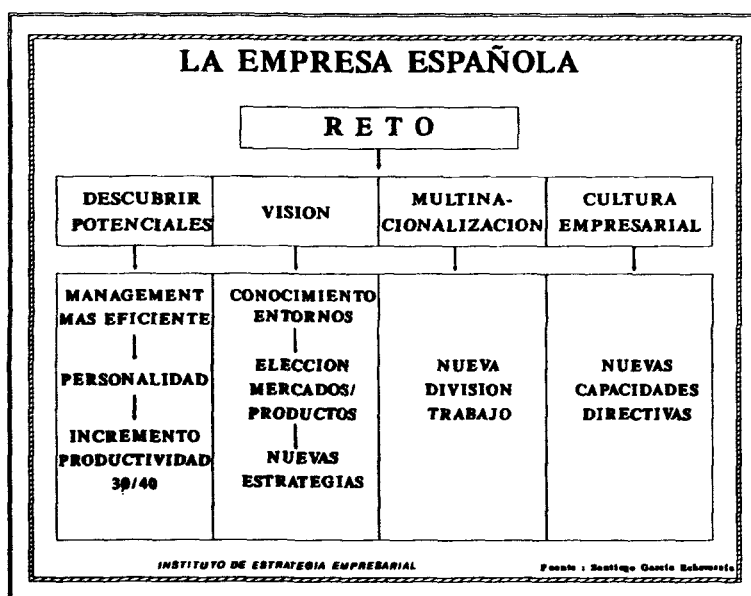 LA EMPRESA ESPAÑOLA
RETO
DESCUBRIR
POTENCIALES
VISION
MULTINA-
CIONALIZACION
CULTURA
EMPRESARIAL
MANAGEMENT
MAS EFICIENTE
PERSONALIDAD
INCREMENTO
PRODUCTIVIDAD
30/40
CONOCIMIENTO
ENTORNOS
ELECCION
MERCADOS/
PRODUCTOS
NUEVAS
ESTRATEGIAS
NUEVA
DIVISION
TRABAJO
NUEVAS
CAPACIDADES
DIRECTIVAS
INSTITUTO DE ESTRATEGIA EMPRESARIAL
Fuente : Santiago García Echevarría